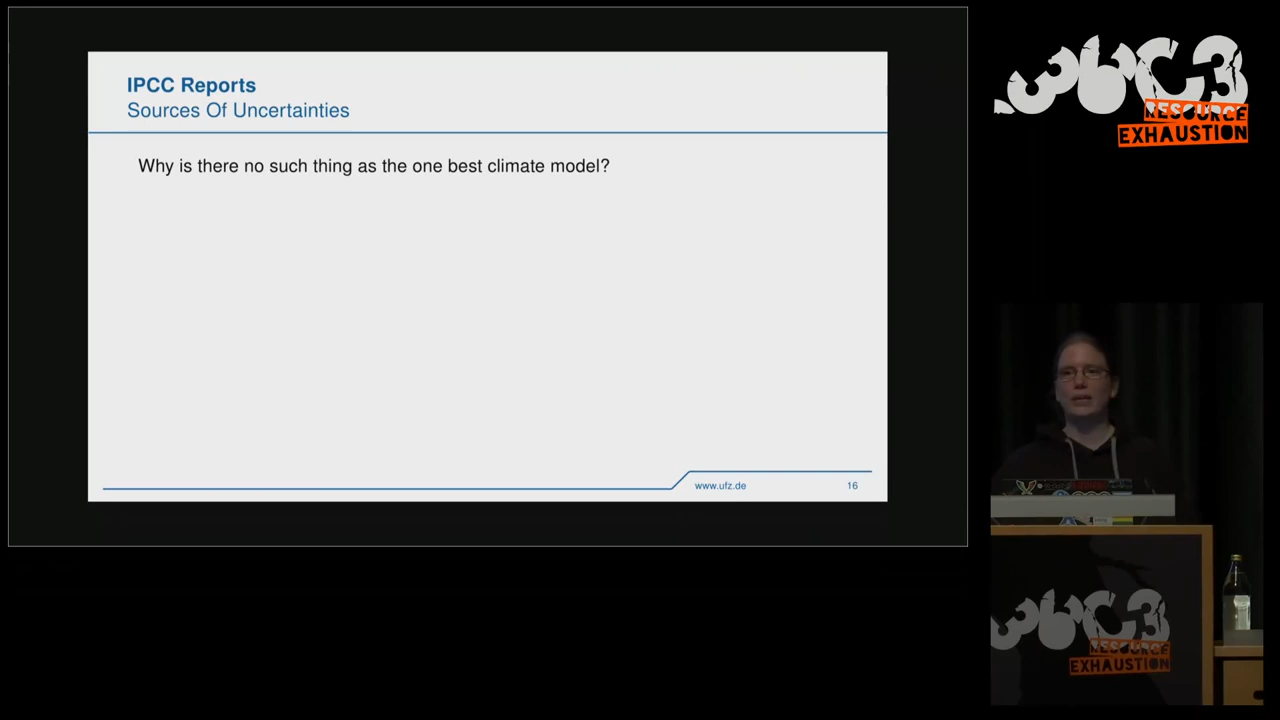 IPCC Reports
Sources Of Uncertainties
Why is there no such thing as the one best climate model?
www.ufz.de
16
36C3
RESOURCE
EXHAUSTION
36C3
RESOURCE
EXHAUSTION